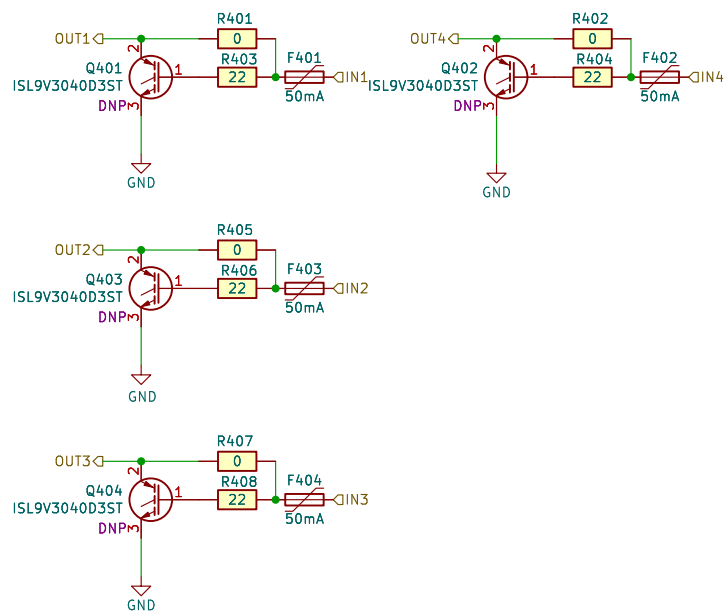 R401
OUT1
0
2
Q401
R403
F401
ISL9V3040D3ST
1
22
IN1
DNP
3
50mA
GND
R402
OUT4
0
2
Q402
R404
F402
ISL9V3040D3ST
1
22
IN4
DNP
3
50mA
GND
R405
OUT2
0
2
Q403
R406
F403
ISL9V3040D3ST
1
22
IN2
DNP
3
50mA
GND
R407
OUT3
0
2
Q404
R408
F404
ISL9V3040D3ST
1
22
IN3
DNP
3
50mA
GND